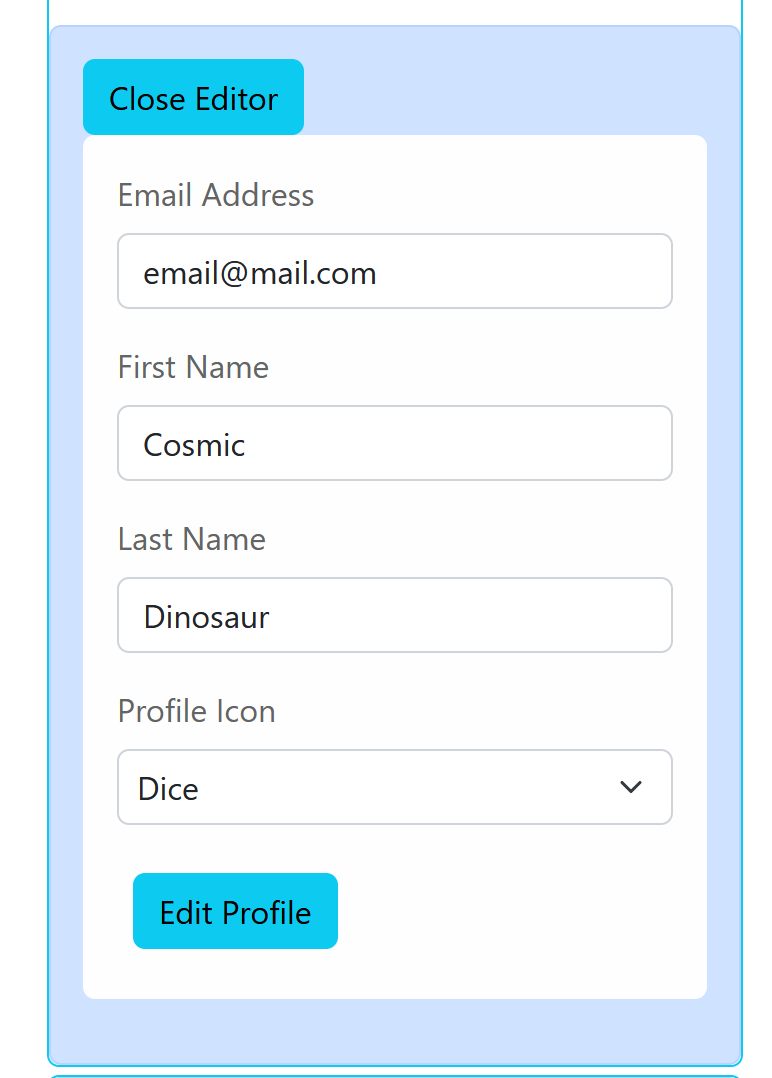 Close Editor
Email Address
email@mail.com
First Name
Cosmic
Last Name
Dinosaur
Profile Icon
Dice
Edit Profile